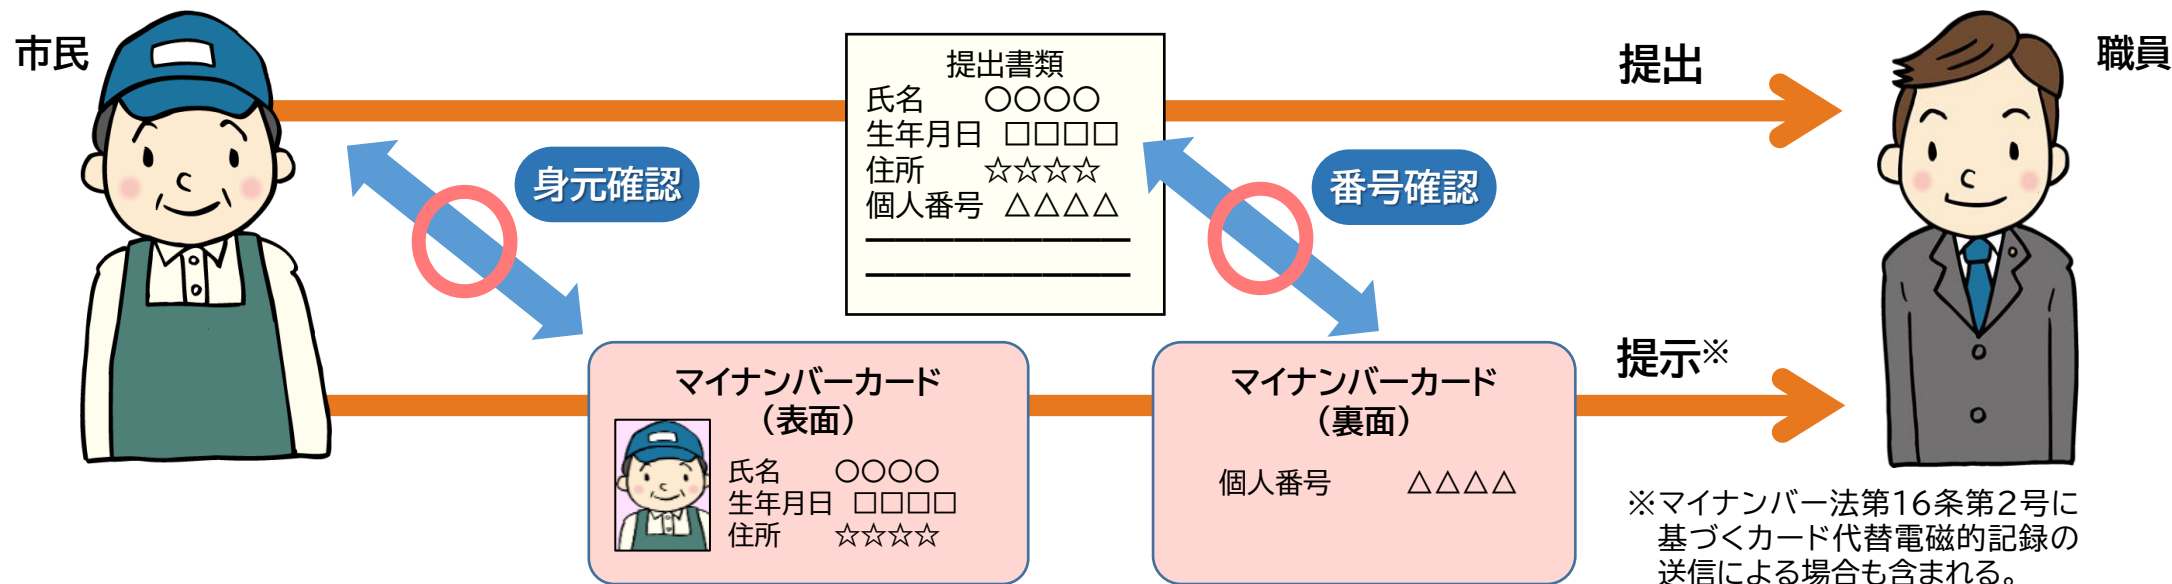 市民
提出書類
氏名 〇〇〇〇
生年月日 □□□□
住所 ☆☆☆☆
個人番号 △△△△
提出
職員
身元確認
番号確認
提示※
マイナンバーカード
（表面）
氏名 〇〇〇〇
生年月日 □□□□
住所 ☆☆☆☆
マイナンバーカード
（裏面）
個人番号 △△△△
※マイナンバー法第16条第2号に
基づくカード代替電磁的記録の
送信による場合も含まれる。